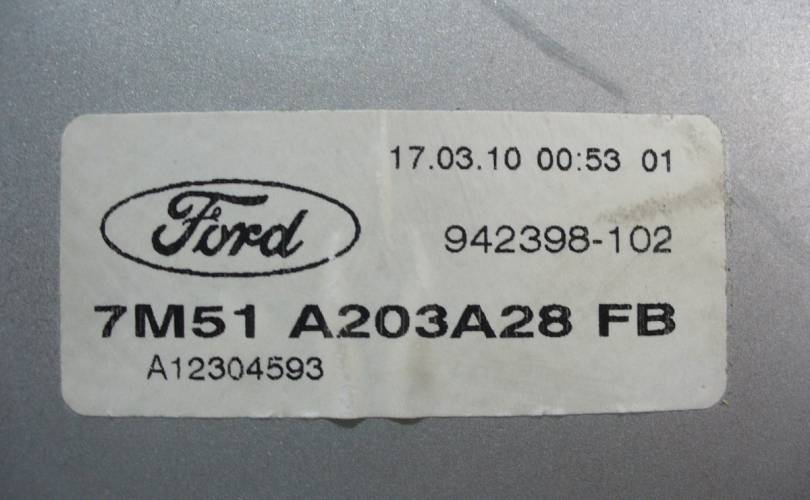 17.03.10 00:53 01
Ford
942398-102
7M51 A203A28 FB
A12304593